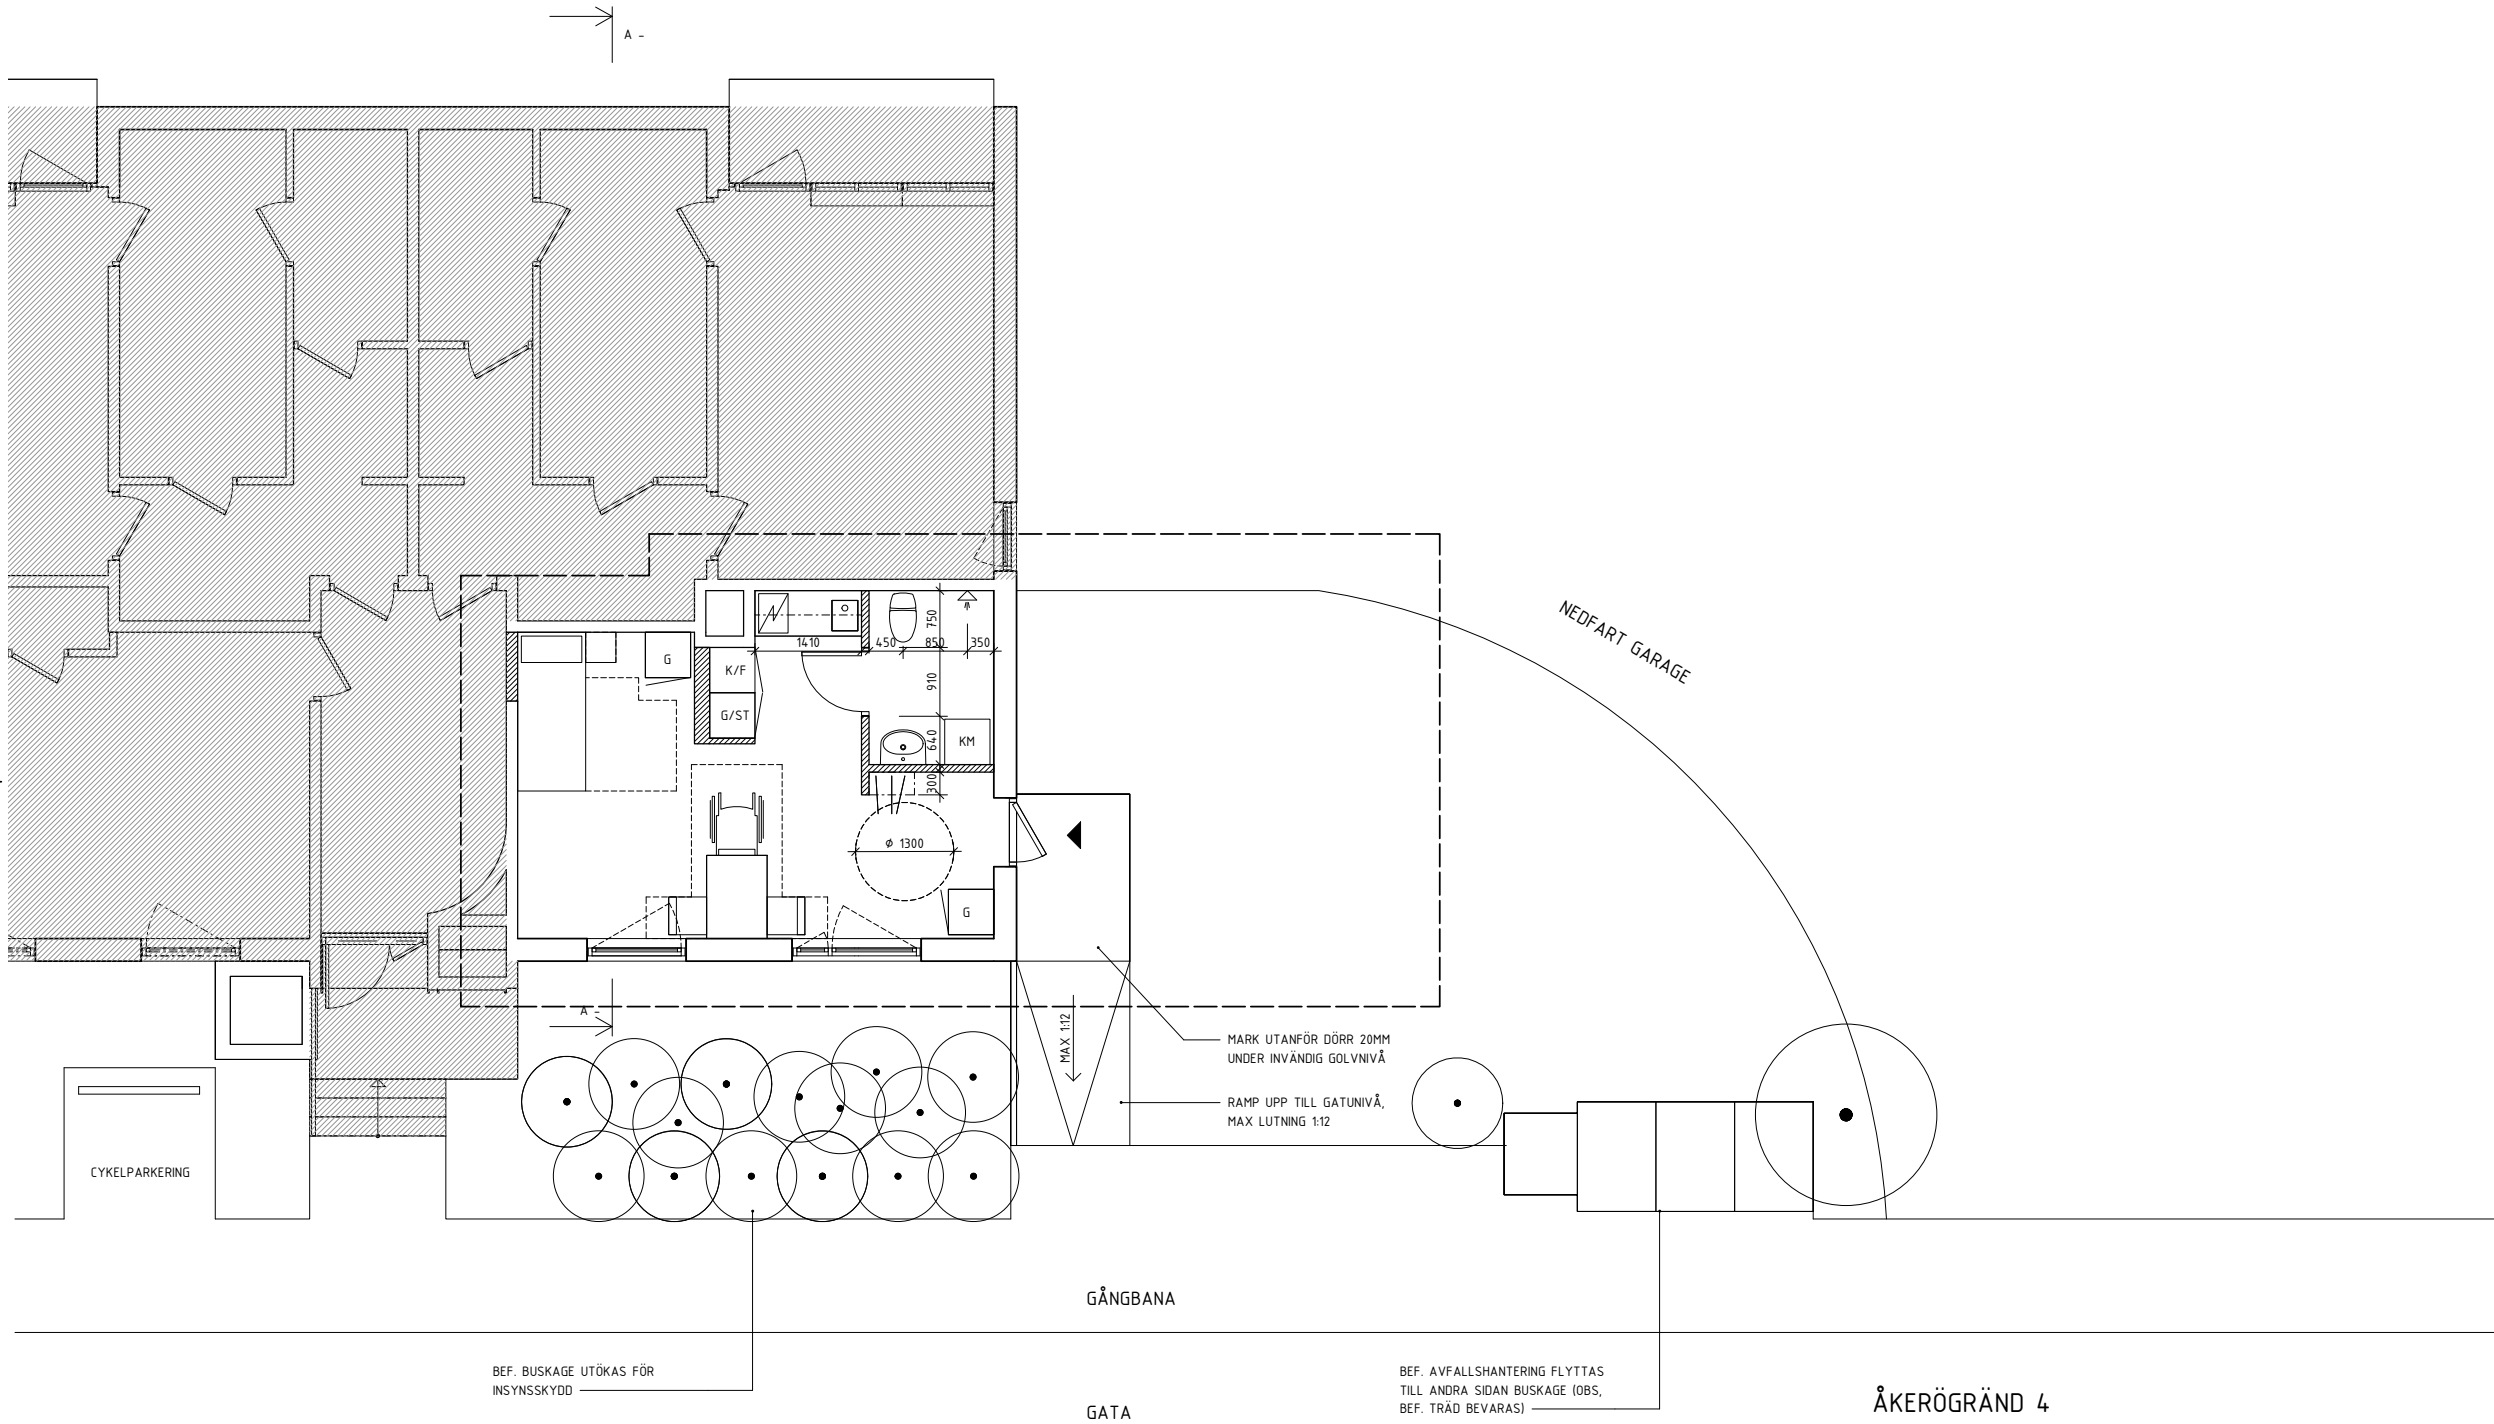 A -
NEDFART GARAGE
750
1410
450
850
350
G
K/F
910
G/ST
640
KM
300
ø 1300
G
A -
MAX 1:12
MARK UTANFÖR DÖRR 20MM
UNDER INVÄNDIG GOLVNIVÅ
RAMP UPP TILL GATUNIVÅ,
MAX LUTNING 1:12
CYKELPARKERING
GÅNGBANA
BEF. BUSKAGE UTÖKAS FÖR
INSYNSSKYDD
BEF. AVFALLSHANTERING FLYTTAS
TILL ANDRA SIDAN BUSKAGE (OBS,
BEF. TRÄD BEVARAS)
GATA
ÅKERÖGRÄND 4